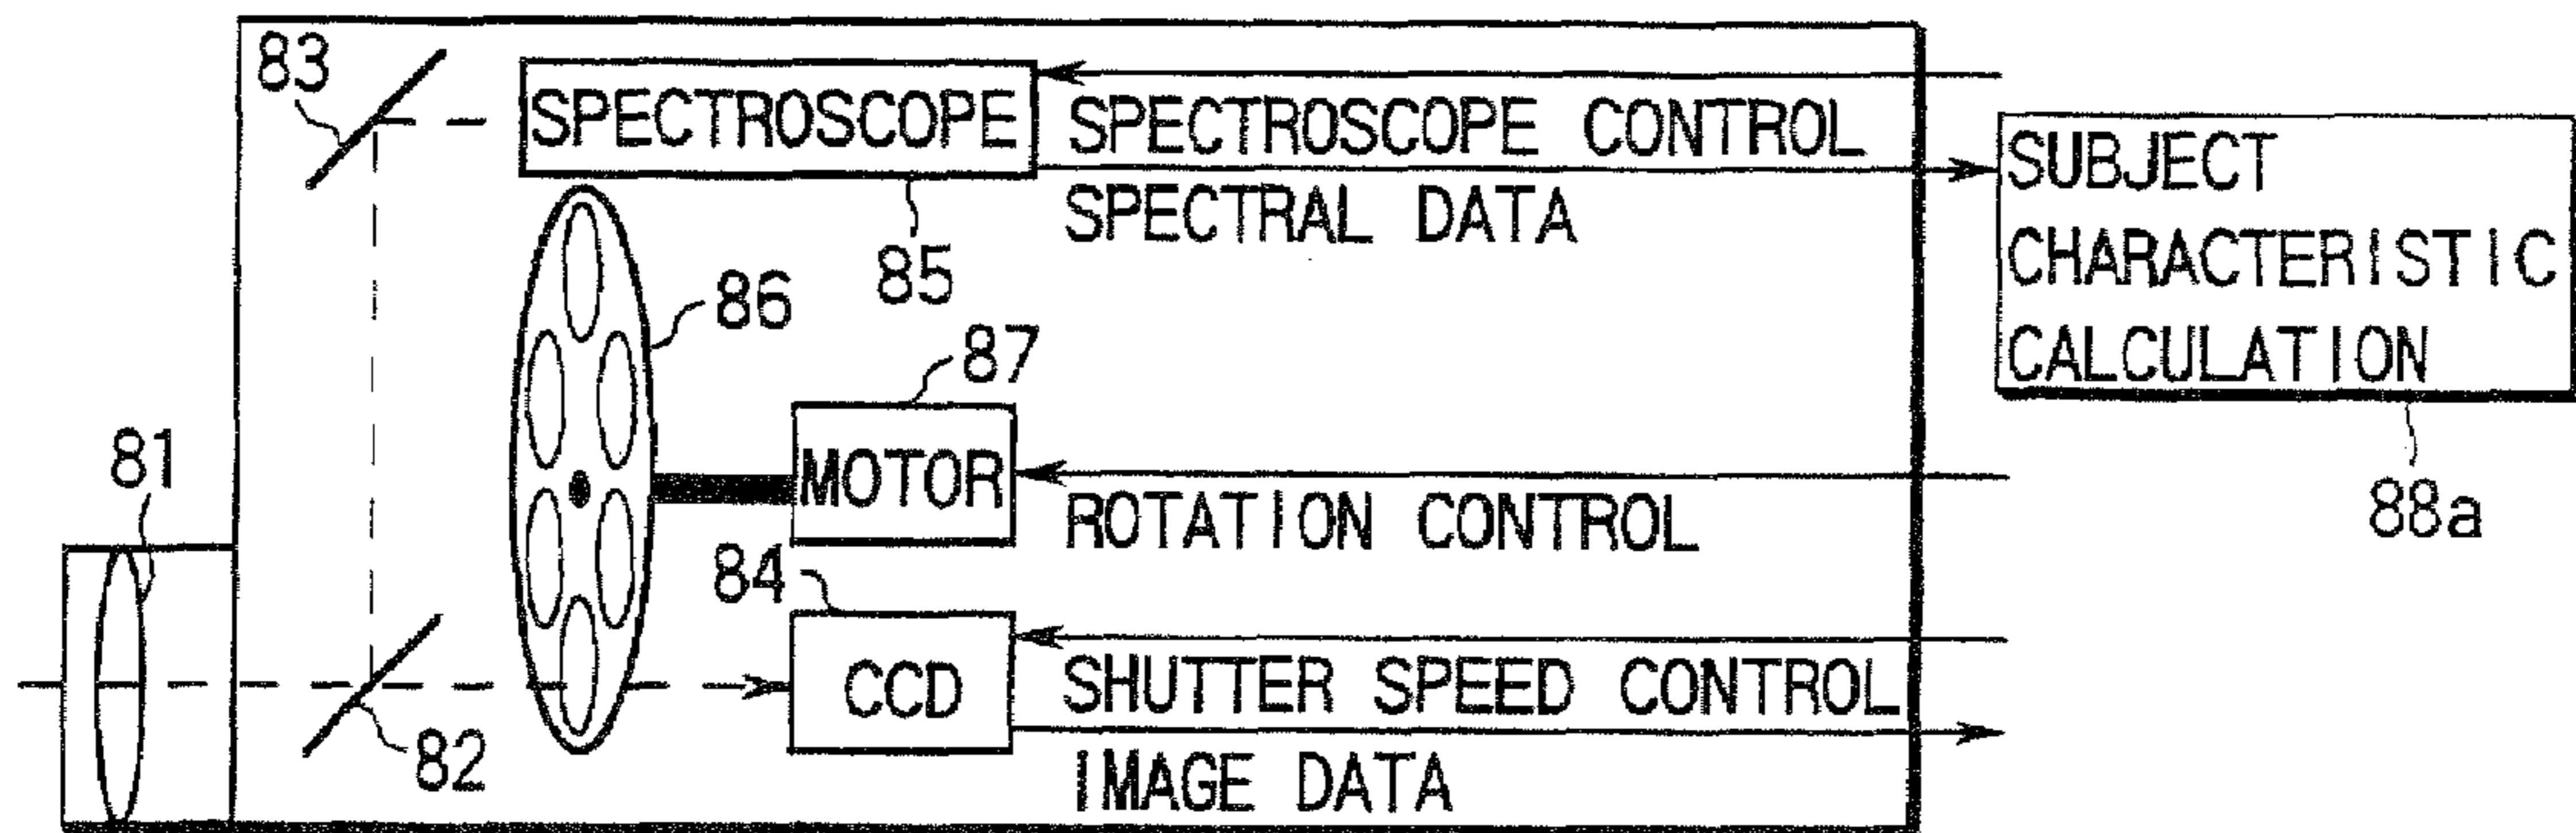 83
SPECTROSCOPE
SPECTROSCOPE CONTROL
SPECTRAL DATA
85
SUBJECT
CHARACTERISTIC
CALCULATION
88a
86
87
MOTOR
ROTATION CONTROL
81
84
CCD
SHUTTER SPEED CONTROL
IMAGE DATA
82